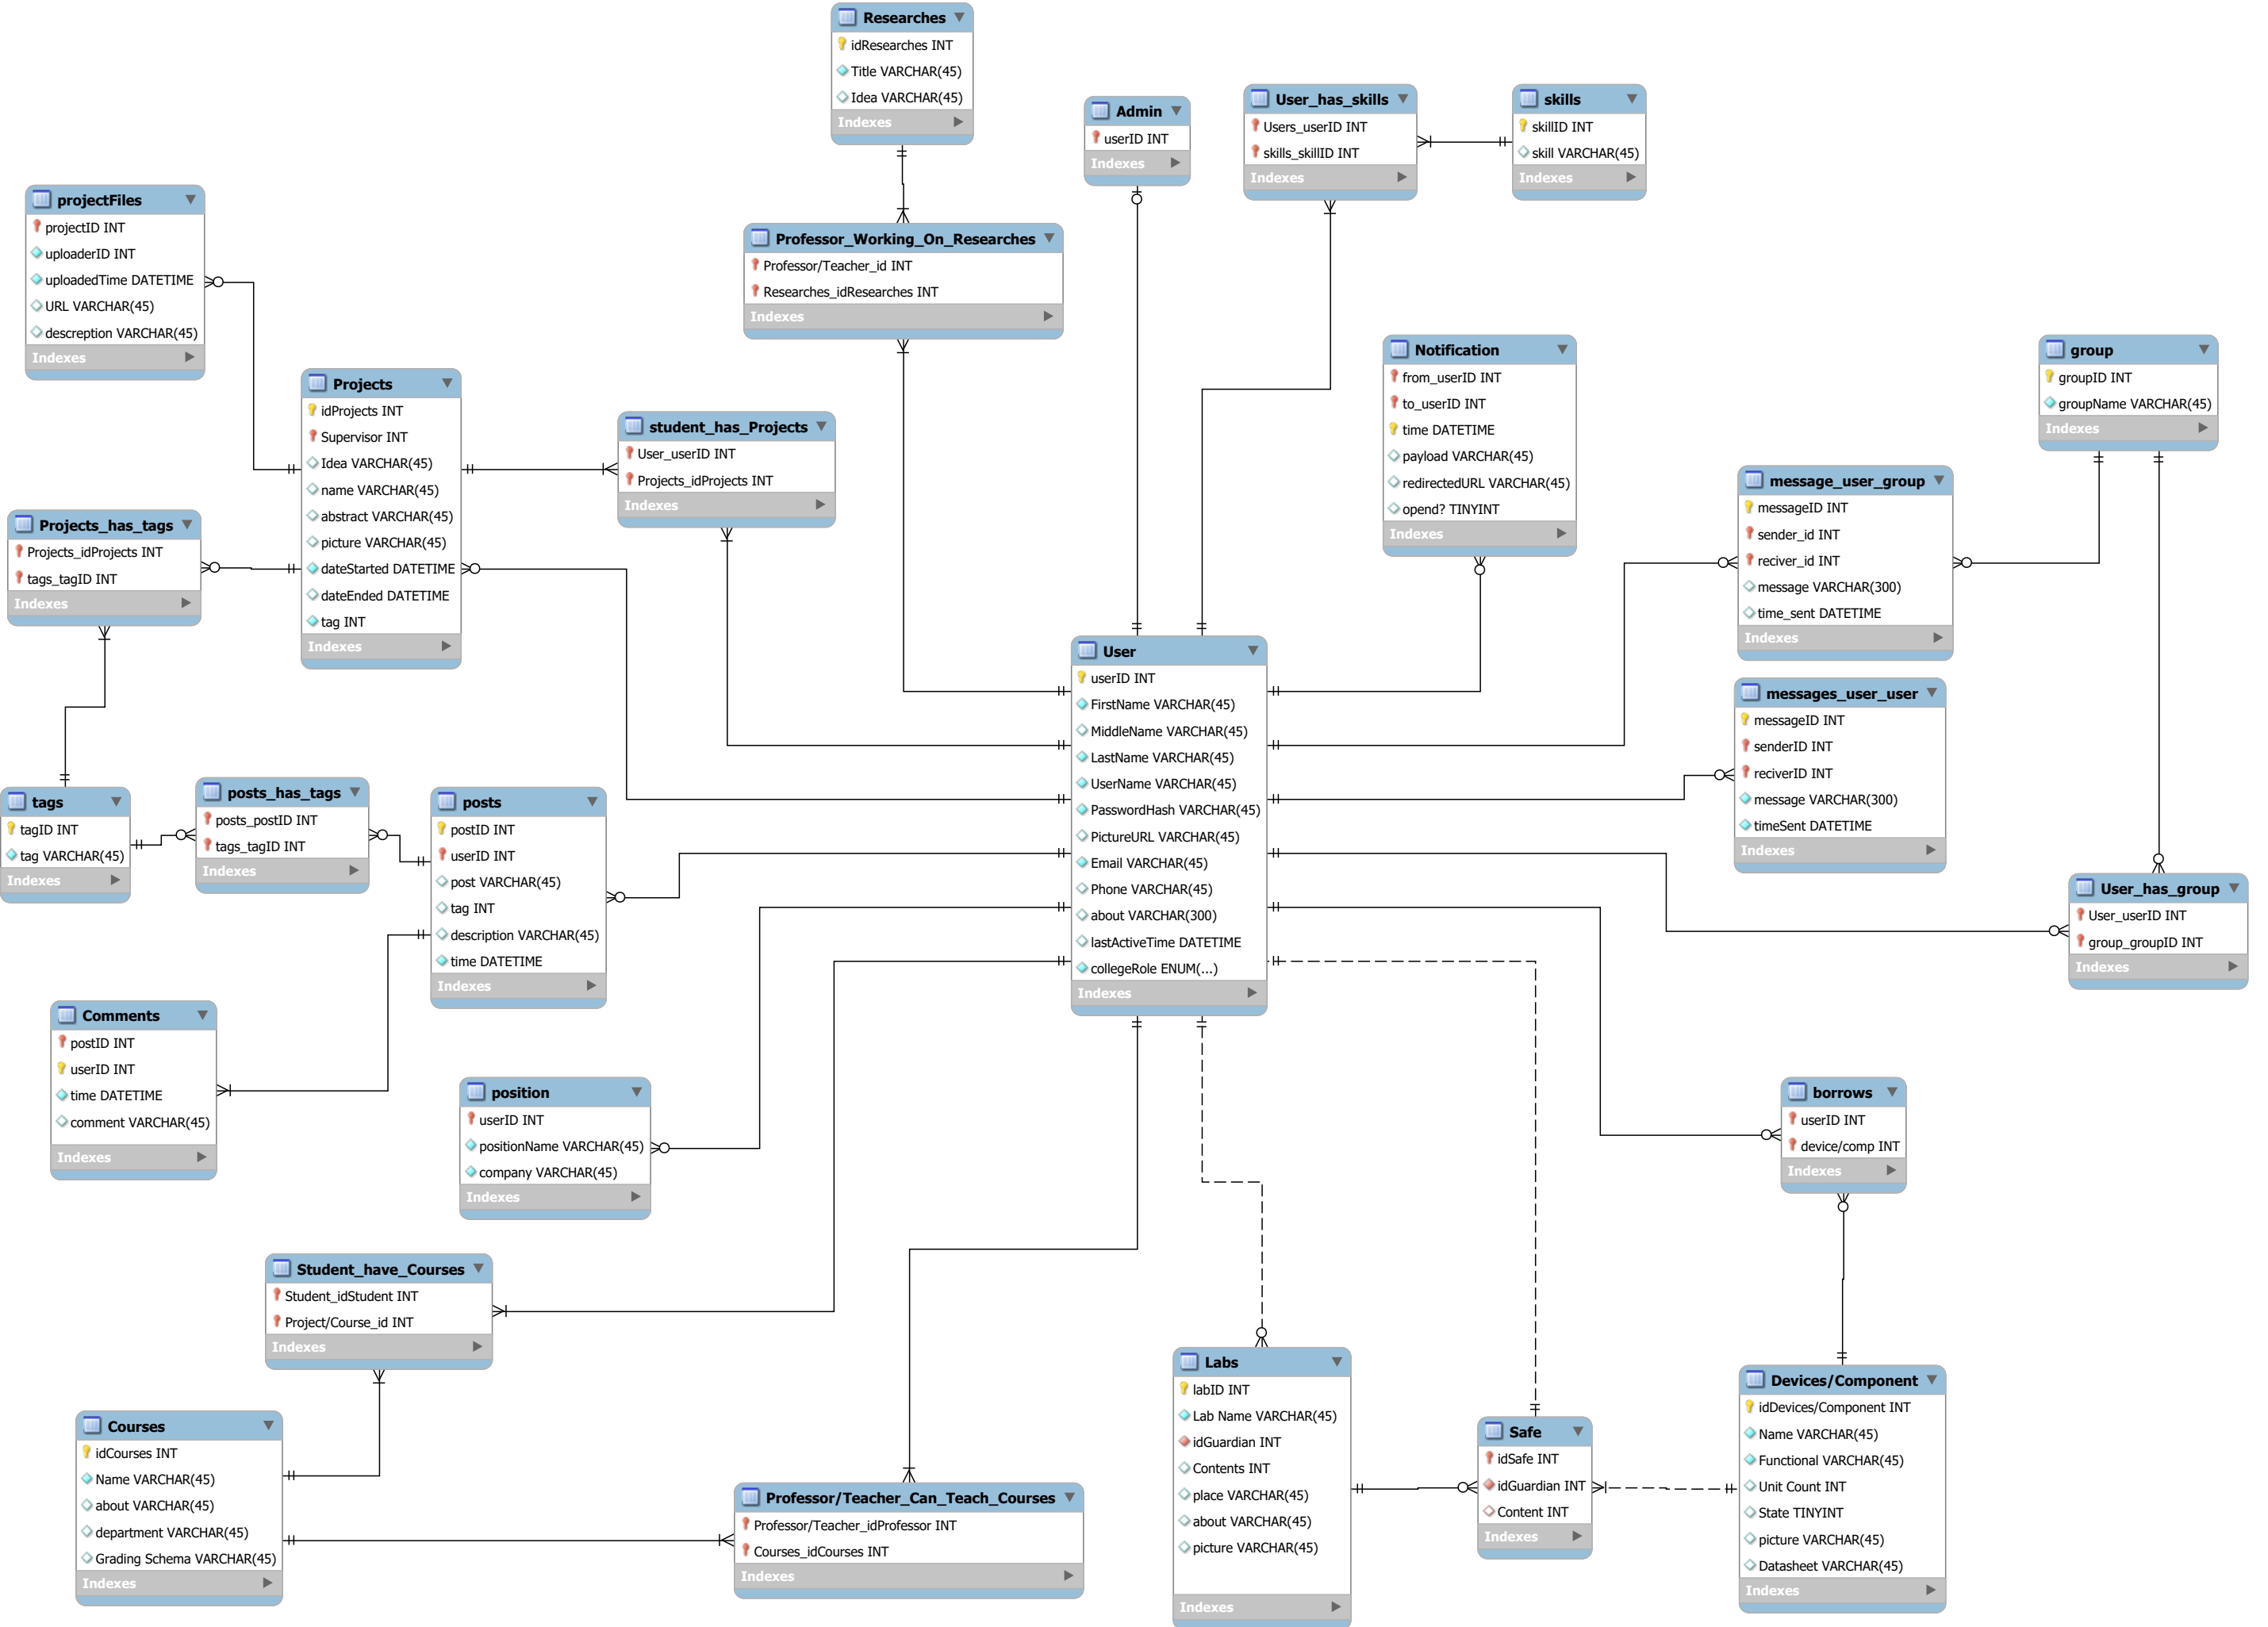 Researches
idResearches INT
Title VARCHAR(45)
Idea VARCHAR(45)
Indexes
Admin
userID INT
Indexes
User_has_skills
Users_userID INT
skills_skillID INT
Indexes
skills
skillID INT
skill VARCHAR(45)
Indexes
projectFiles
projectID INT
uploaderID INT
uploadedTime DATETIME
URL VARCHAR(45)
descreption VARCHAR(45)
Indexes
Professor_Working_On_Researches
Professor/Teacher_id INT
Researches_idResearches INT
Indexes
Projects
idProjects INT
Supervisor INT
Idea VARCHAR(45)
name VARCHAR(45)
abstract VARCHAR(45)
picture VARCHAR(45)
dateStarted DATETIME
dateEnded DATETIME
tag INT
Indexes
student_has_Projects
User_userID INT
Projects_idProjects INT
Indexes
Notification
from_userID INT
to_userID INT
time DATETIME
payload VARCHAR(45)
redirectedURL VARCHAR(45)
opend? TINYINT
Indexes
group
groupID INT
groupName VARCHAR(45)
Indexes
message_user_group
messageID INT
sender_id INT
reciver_id INT
message VARCHAR(300)
time_sent DATETIME
Indexes
Projects_has_tags
Projects_idProjects INT
tags_tagID INT
Indexes
User
userID INT
FirstName VARCHAR(45)
MiddleName VARCHAR(45)
LastName VARCHAR(45)
UserName VARCHAR(45)
PasswordHash VARCHAR(45)
PictureURL VARCHAR(45)
Email VARCHAR(45)
Phone VARCHAR(45)
about VARCHAR(300)
lastActiveTime DATETIME
collegeRole ENUM(...)
Indexes
messages_user_user
messageID INT
senderID INT
reciverID INT
message VARCHAR(300)
timeSent DATETIME
Indexes
tags
tagID INT
tag VARCHAR(45)
Indexes
posts_has_tags
posts_postID INT
tags_tagID INT
Indexes
posts
postID INT
userID INT
post VARCHAR(45)
tag INT
description VARCHAR(45)
time DATETIME
Indexes
User_has_group
User_userID INT
group_groupID INT
Indexes
Comments
postID INT
userID INT
time DATETIME
comment VARCHAR(45)
Indexes
position
userID INT
positionName VARCHAR(45)
company VARCHAR(45)
Indexes
borrows
userID INT
device/comp INT
Indexes
Student_have_Courses
Student_idStudent INT
Project/Course_id INT
Indexes
Labs
labID INT
Lab Name VARCHAR(45)
idGuardian INT
Contents INT
place VARCHAR(45)
about VARCHAR(45)
picture VARCHAR(45)
Indexes
Safe
idSafe INT
idGuardian INT
Content INT
Indexes
Devices/Component
idDevices/Component INT
Name VARCHAR(45)
Functional VARCHAR(45)
Unit Count INT
State TINYINT
picture VARCHAR(45)
Datasheet VARCHAR(45)
Indexes
Courses
idCourses INT
Name VARCHAR(45)
about VARCHAR(45)
department VARCHAR(45)
Grading Schema VARCHAR(45)
Indexes
Professor/Teacher_Can_Teach_Courses
Professor/Teacher_idProfessor INT
Courses_idCourses INT
Indexes